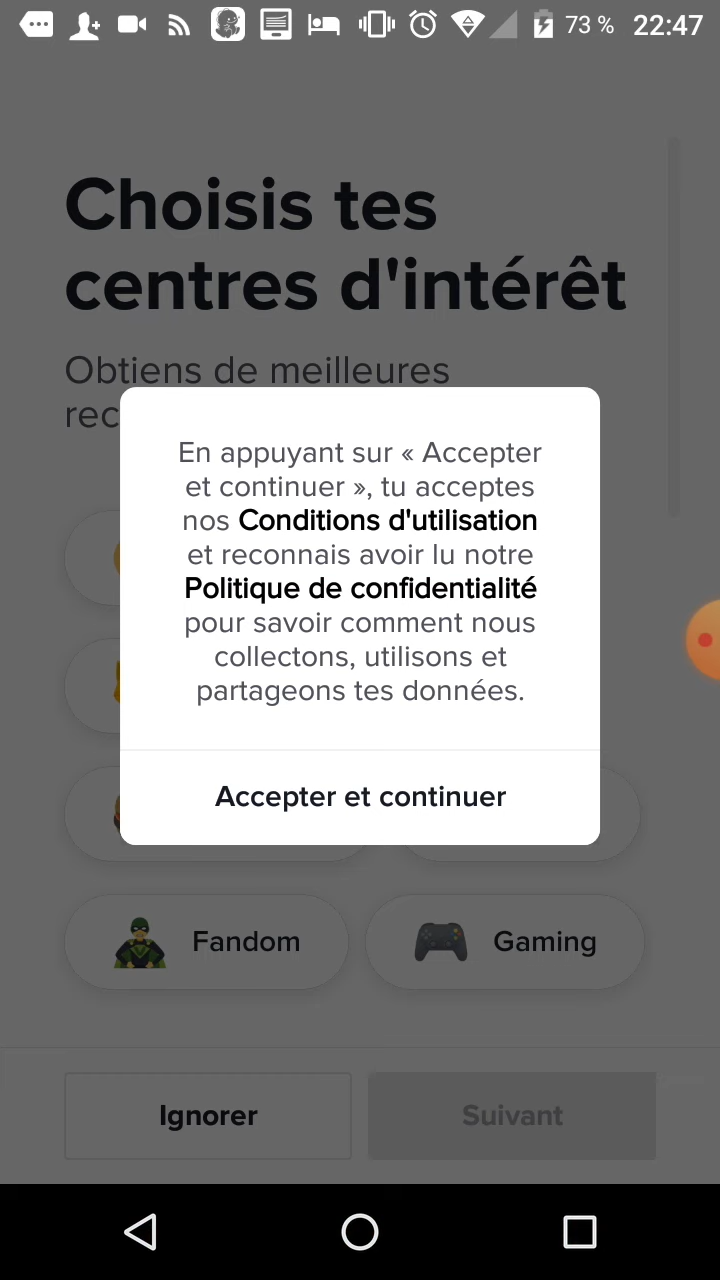 73 % 22:47
Choisis tes
centres d'intérêt
Obtiens de meilleures
rec
En appuyant sur « Accepter
et continuer », tu acceptes
nos Conditions d'utilisation
et reconnais avoir lu notre
Politique de confidentialité
pour savoir comment nous
collectons, utilisons et
partageons tes données.
Accepter et continuer
Fandom
Gaming
Ignorer
Suivant